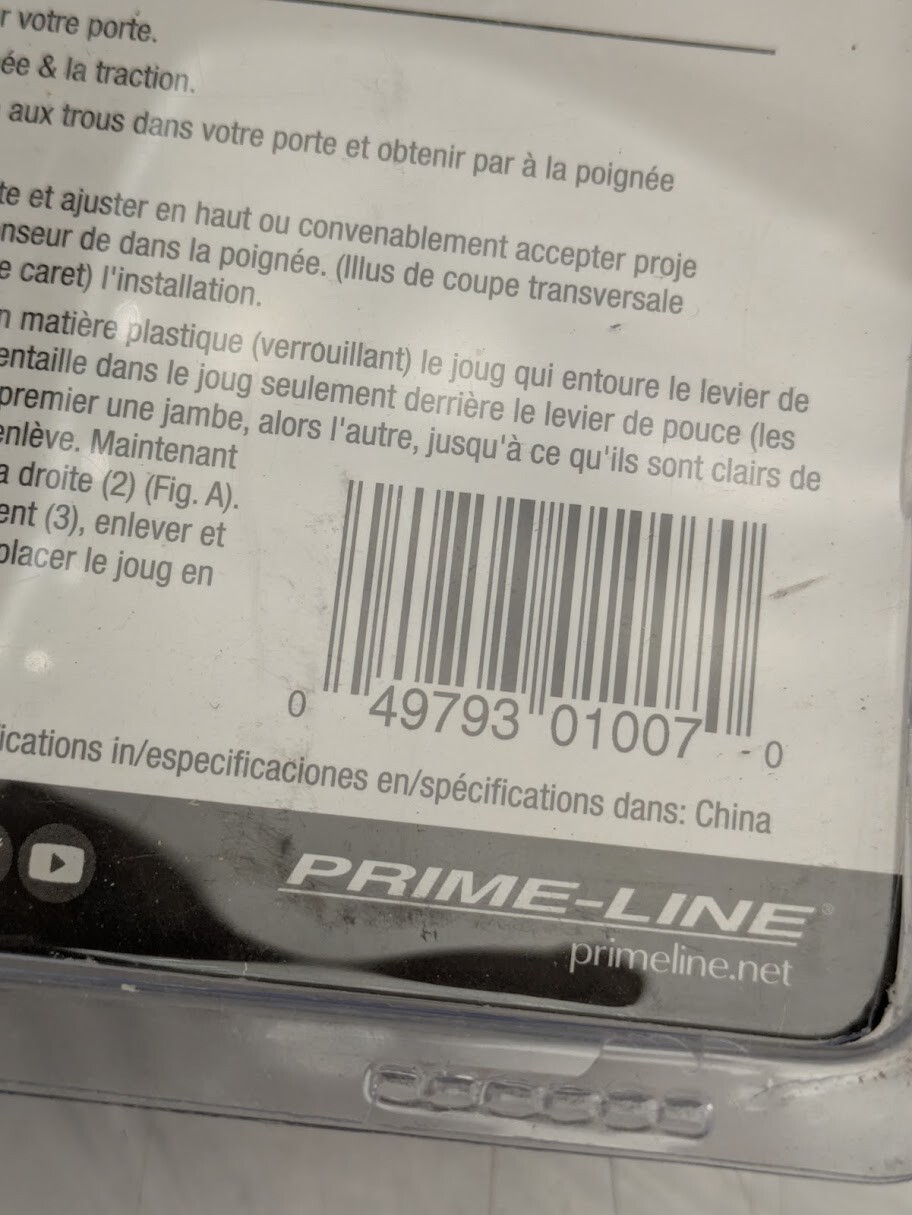 r votre porte.
ée & la traction.
aux trous dans votre porte et obtenir par à la poignée
te et ajuster en haut ou convenablement accepter proje
nseur de dans la poignée. (Illus de coupe transversale
e caret) l'installation.
n matière plastique (verrouillant) le joug qui entoure le levier de
entaille dans le joug seulement derrière le levier de pouce (les
premier une jambe, alors l'autre, jusqu'à ce qu'ils sont clairs de
enlève. Maintenant
a droite (2) (Fig. A).
ent (3), enlever et
placer le joug en
0 49793 01007 0
ications in/especificaciones en/spécifications dans: China
PRIME-LINE®
primeline.net